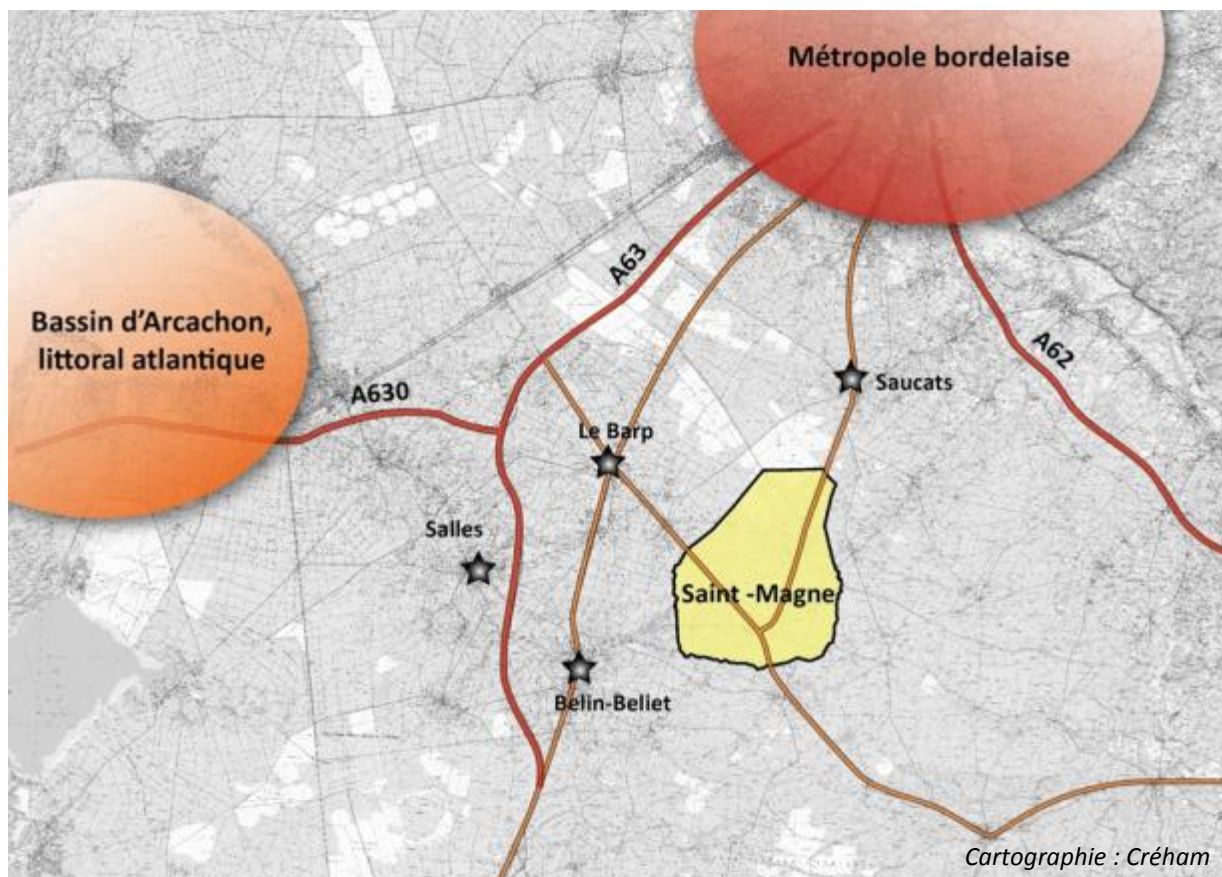 Métropole bordelaise
A63
Bassin d'Arcachon,
littoral atlantique
A630
A62
Saucats
Le Barp
Salles
Saint -Magne
Belin-Beliet
Cartographie : Créham